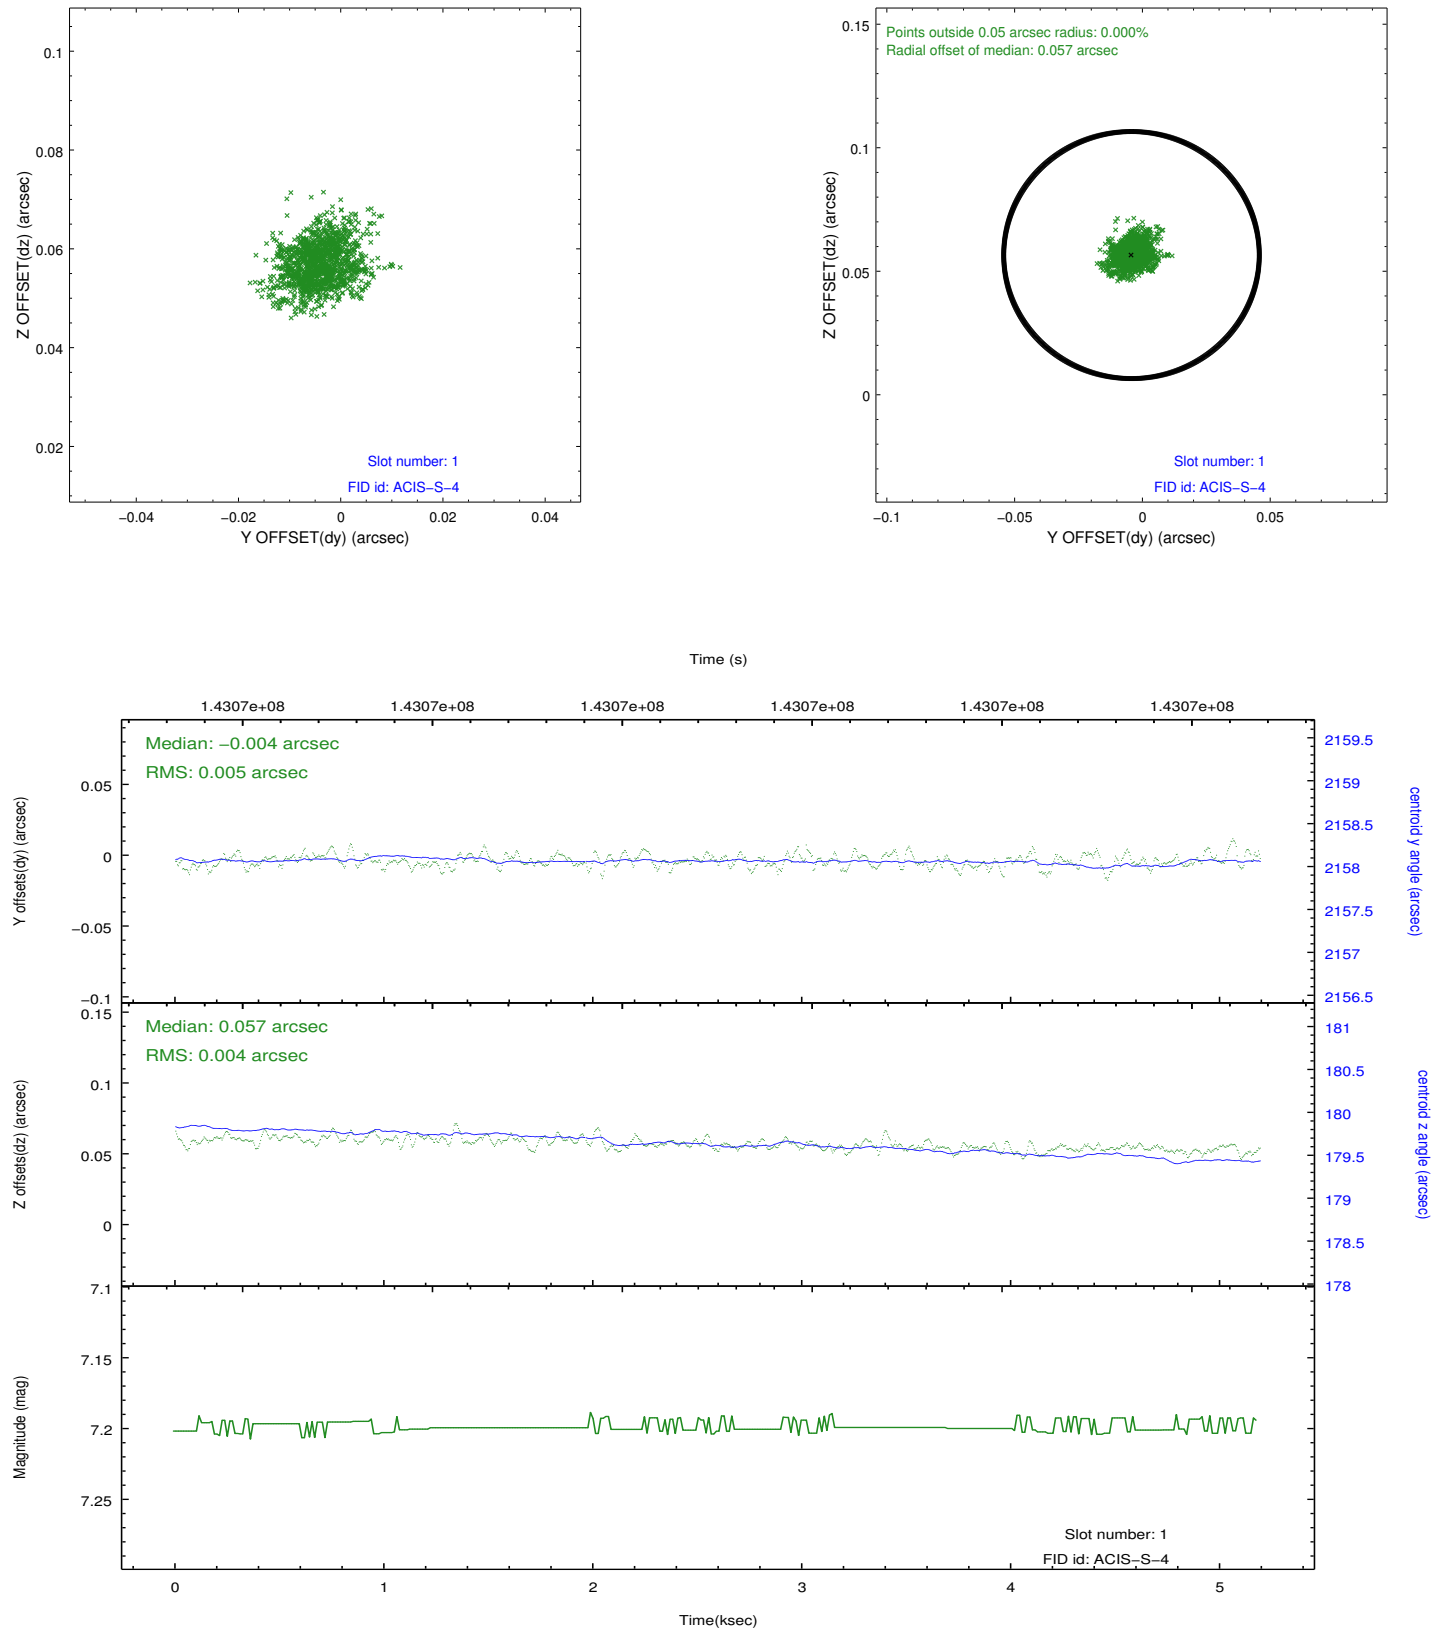 0.1
0.08
0.06
0.04
0.02
Z OFFSET(dz) (arcsec)
Slot number: 1
FID id: ACIS−S−4
−0.04
−0.02
0
0.02
0.04
Y OFFSET(dy) (arcsec)
Points outside 0.05 arcsec radius: 0.000%
Radial offset of median: 0.057 arcsec
0.15
0.1
0.05
0
Z OFFSET(dz) (arcsec)
Slot number: 1
FID id: ACIS−S−4
−0.1
−0.05
0
0.05
Y OFFSET(dy) (arcsec)
Time (s)
1.4307e+08
1.4307e+08
1.4307e+08
1.4307e+08
1.4307e+08
1.4307e+08
Median: −0.004 arcsec
RMS: 0.005 arcsec
0.05
0
−0.05
−0.1
Y offsets(dy) (arcsec)
2159.5
2159
2158.5
2158
2157.5
2157
2156.5
centroid y angle (arcsec)
Median: 0.057 arcsec
RMS: 0.004 arcsec
0.15
0.1
0.05
0
Z offsets(dz) (arcsec)
181
180.5
180
179.5
179
178.5
178
centroid z angle (arcsec)
7.1
7.15
7.2
7.25
Magnitude (mag)
Slot number: 1
FID id: ACIS−S−4
0
1
2
3
4
5
Time(ksec)